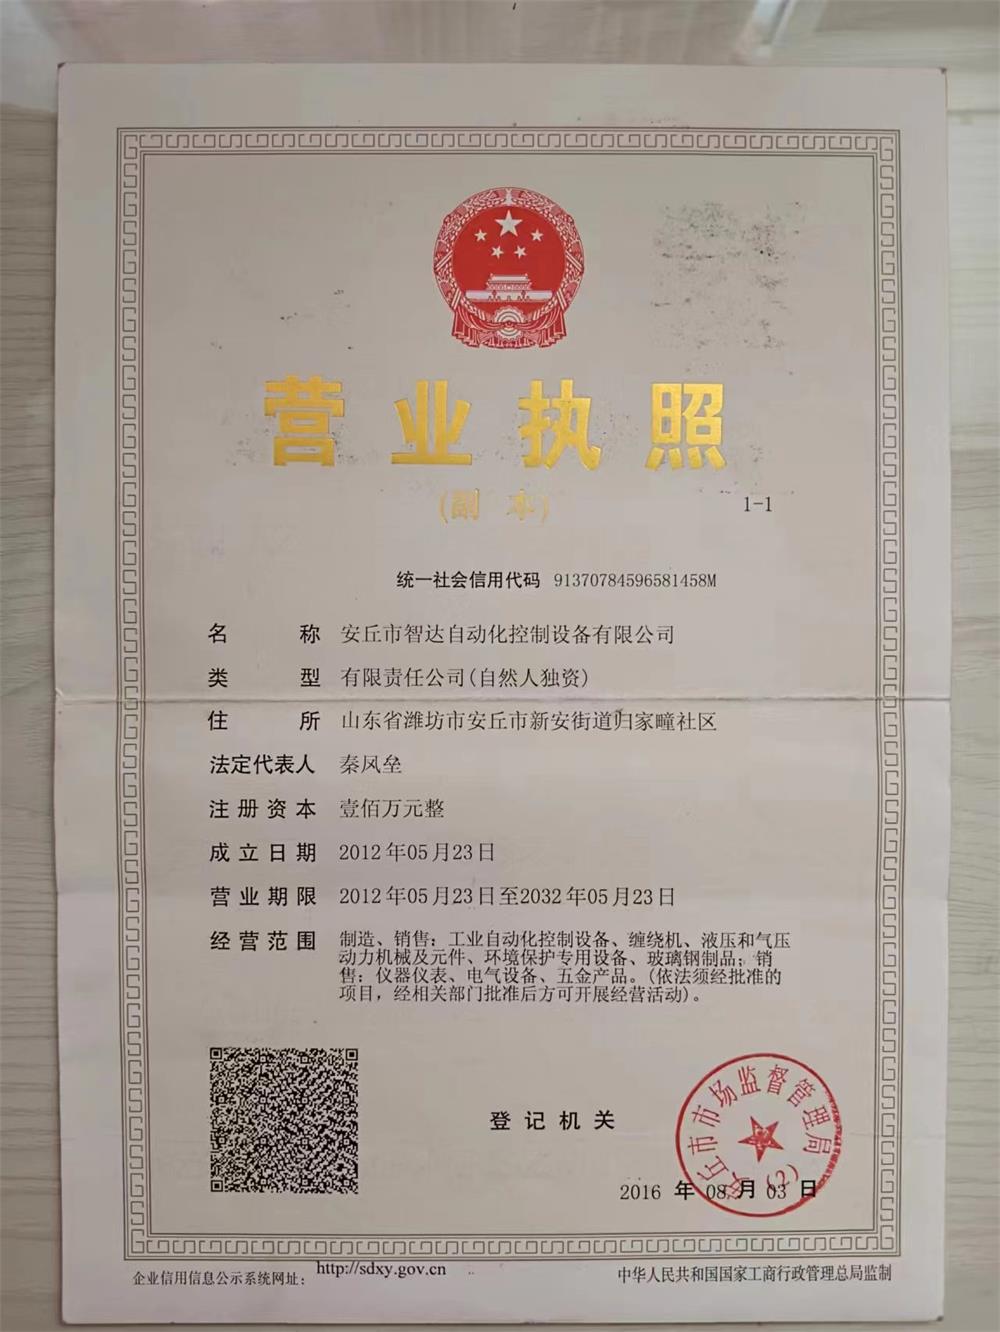 营业执照
(副本)
1-1
统一社会信用代码 91370784596581458M
名称 安丘市智达自动化控制设备有限公司
类型 有限责任公司(自然人独资)
住所 山东省潍坊市安丘市新安街道归家疃社区
法定代表人 秦凤垒
注册资本 壹佰万元整
成立日期 2012年05月23日
营业期限 2012年05月23日至2032年05月23日
经营范围 制造、销售：工业自动化控制设备、缠绕机、液压和气压
动力机械及元件、环境保护专用设备、玻璃钢制品；销
售：仪器仪表、电气设备、五金产品。(依法须经批准的
项目，经相关部门批准后方可开展经营活动)。
登记机关
安丘市市场监督管理局
(2)
2016 年 08 月 03 日
企业信用信息公示系统网址： http://sdxy.gov.cn
中华人民共和国国家工商行政管理总局监制